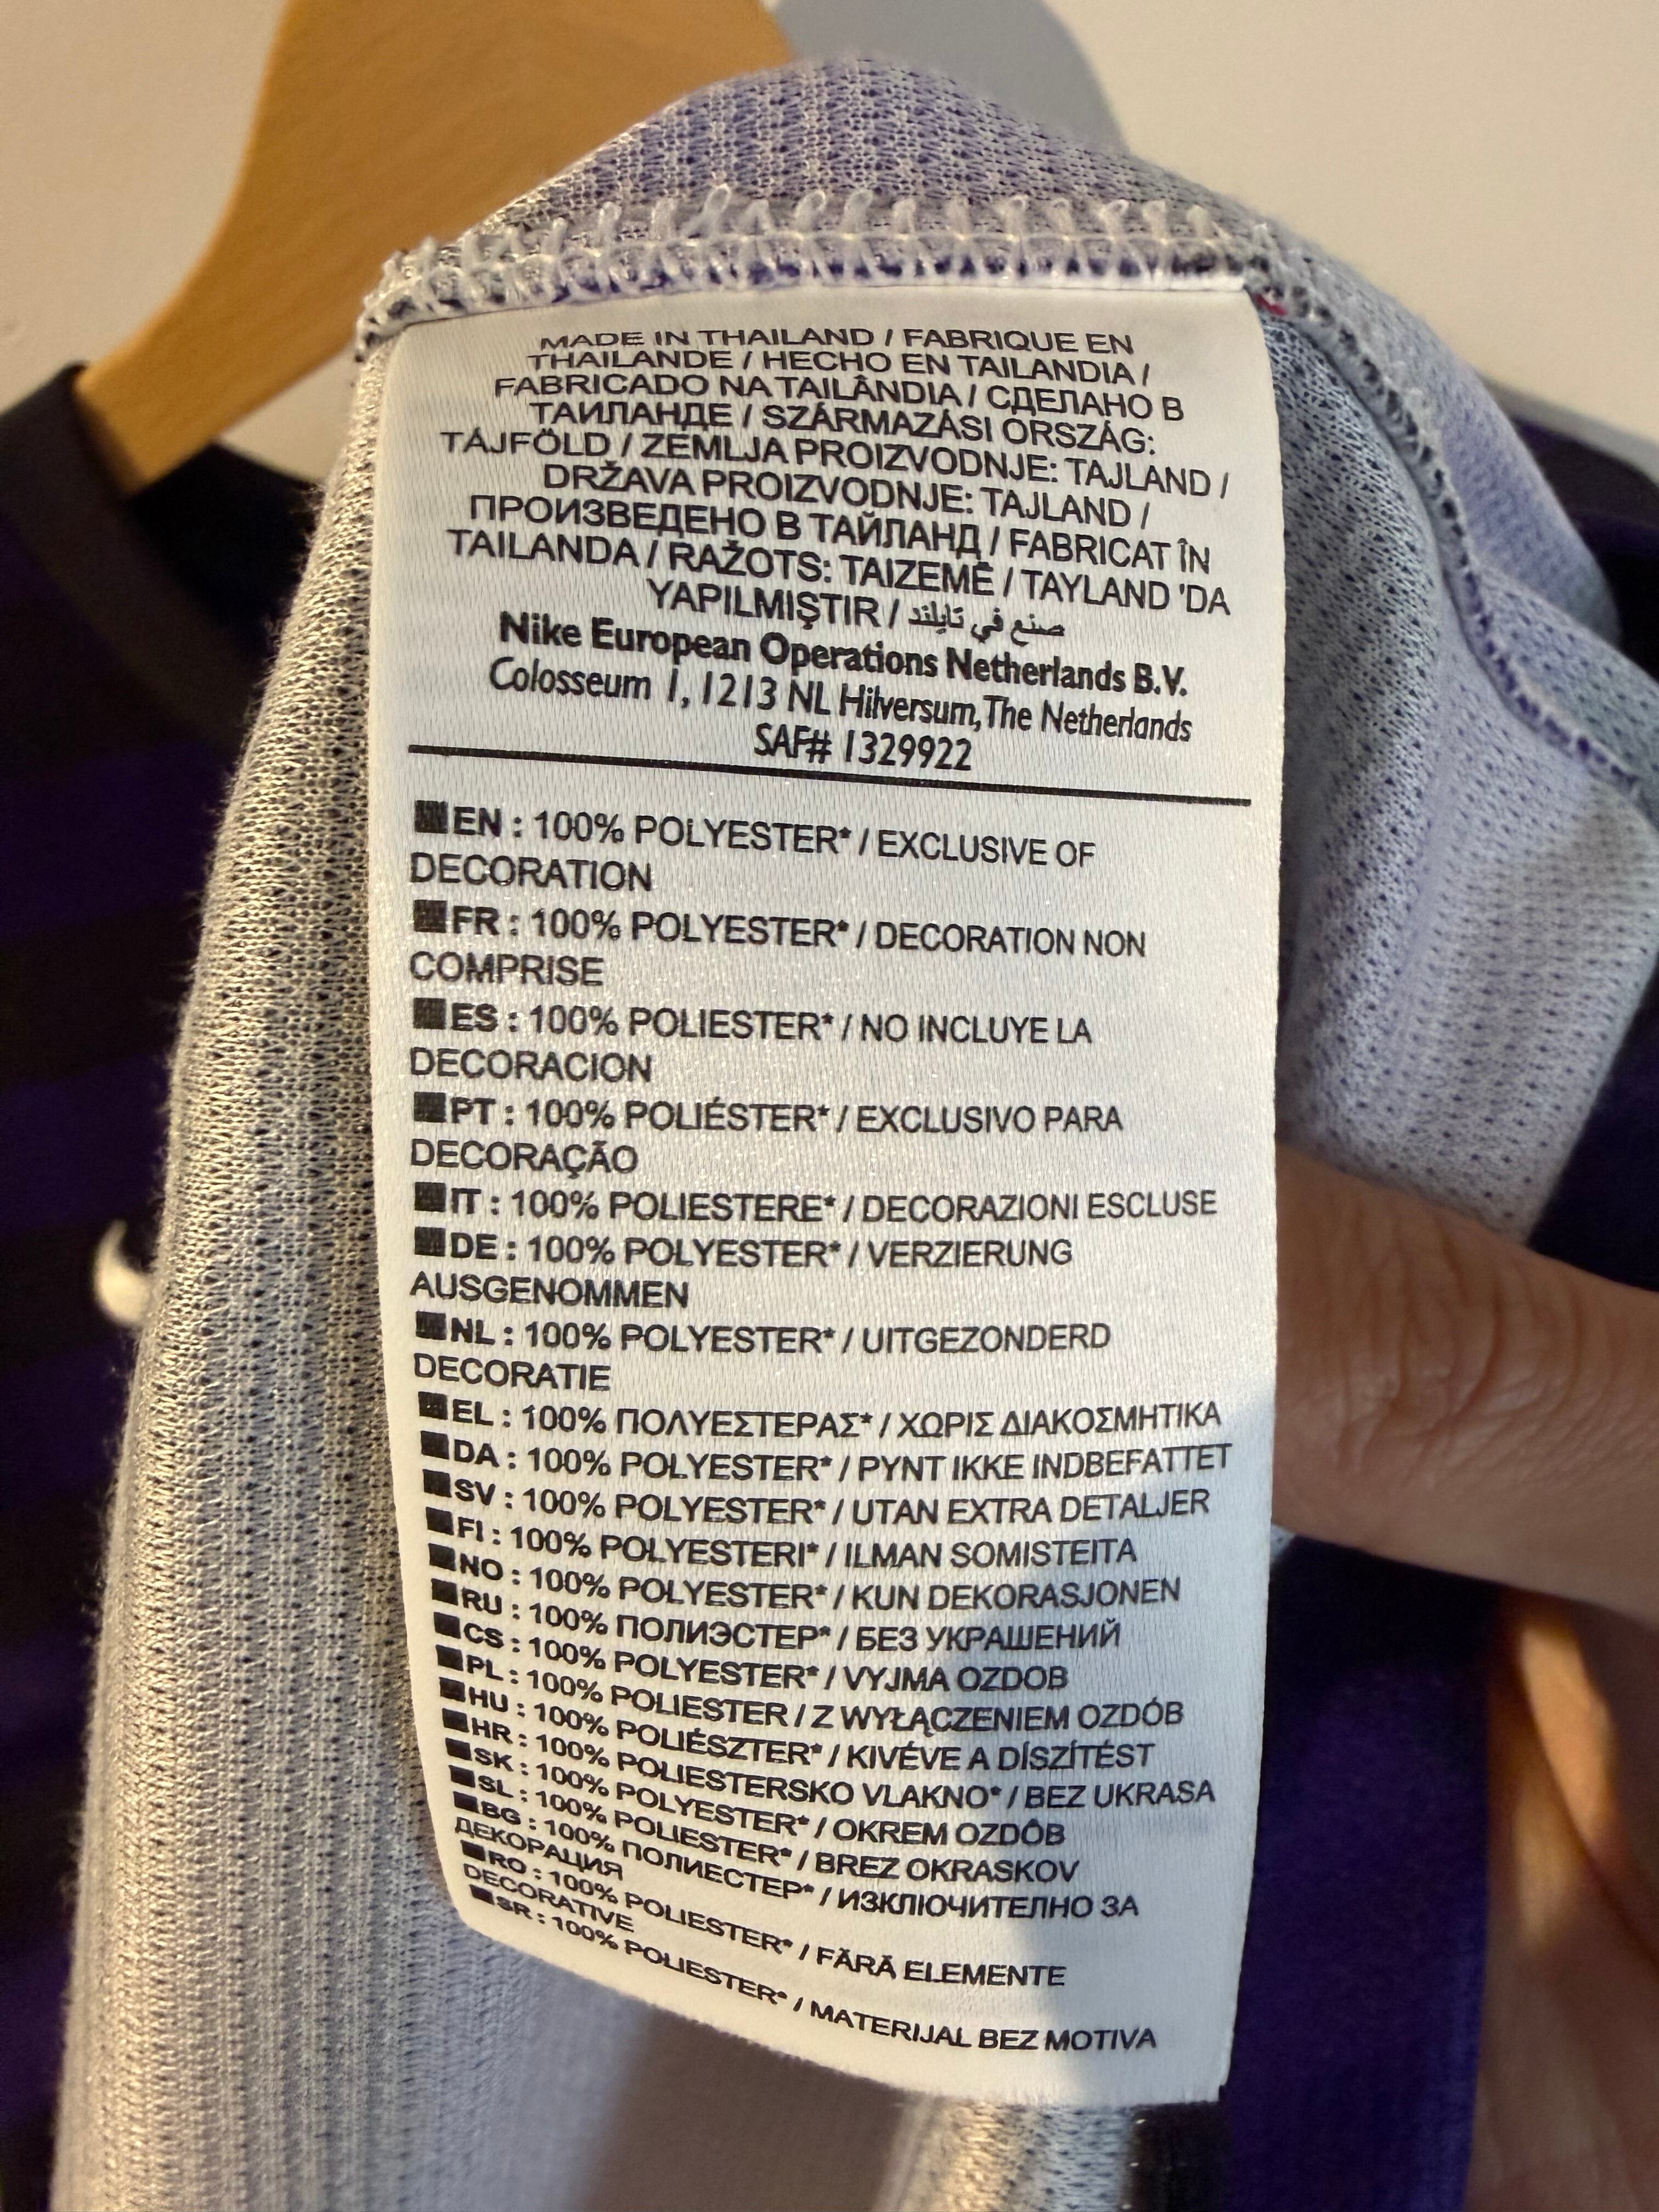 MADE IN THAILAND / FABRIQUE EN
THAILANDE / HECHO EN TAILANDIA /
FABRICADO NA TAILÂNDIA / СДЕЛАНО В
ТАИЛАНДЕ / SZÁRMAZÁSI ORSZÁG:
TÁJFÖLD / ZEMLJA PROIZVODNJE: TAJLAND /
DRŽAVA PROIZVODNJE: TAJLAND /
ПРОИЗВЕДЕНО В ТАЙЛАНД / FABRICAT ÎN
TAILANDA / RAŽOTS: TAIZEMĒ / TAYLAND 'DA
YAPILMIŞTIR / صنع في تايلند
Nike European Operations Netherlands B.V.
Colosseum 1, 1213 NL Hilversum, The Netherlands
SAF# 1329922
■EN : 100% POLYESTER* / EXCLUSIVE OF
DECORATION
■FR : 100% POLYESTER* / DECORATION NON
COMPRISE
■ES : 100% POLIESTER* / NO INCLUYE LA
DECORACION
■PT : 100% POLIÉSTER* / EXCLUSIVO PARA
DECORAÇÃO
■IT : 100% POLIESTERE* / DECORAZIONI ESCLUSE
■DE : 100% POLYESTER* / VERZIERUNG
AUSGENOMMEN
■NL : 100% POLYESTER* / UITGEZONDERD
DECORATIE
■EL : 100% ΠΟΛΥΕΣΤΕΡΑΣ* / ΧΩΡΙΣ ΔΙΑΚΟΣΜΗΤΙΚΑ
■DA : 100% POLYESTER* / PYNT IKKE INDBEFATTET
■SV : 100% POLYESTER* / UTAN EXTRA DETALJER
■FI : 100% POLYESTERI* / ILMAN SOMISTEITA
■NO : 100% POLYESTER* / KUN DEKORASJONEN
■RU : 100% ПОЛИЭСТЕР* / БЕЗ УКРАШЕНИЙ
■CS : 100% POLYESTER* / VYJMA OZDOB
■PL : 100% POLIESTER / Z WYŁĄCZENIEM OZDÓB
■HU : 100% POLIÉSZTER* / KIVÉVE A DÍSZÍTÉST
■HR : 100% POLIESTERSKO VLAKNO* / BEZ UKRASA
■SK : 100% POLYESTER* / OKREM OZDÔB
■SL : 100% POLIESTER* / BREZ OKRASKOV
■BG : 100% ПОЛИЕСТЕР* / ИЗКЛЮЧИТЕЛНО ЗА
ДЕКОРАЦИЯ
■RO : 100% POLIESTER* / FĂRĂ ELEMENTE
DECORATIVE
■SR : 100% POLIESTER* / MATERIJAL BEZ MOTIVA